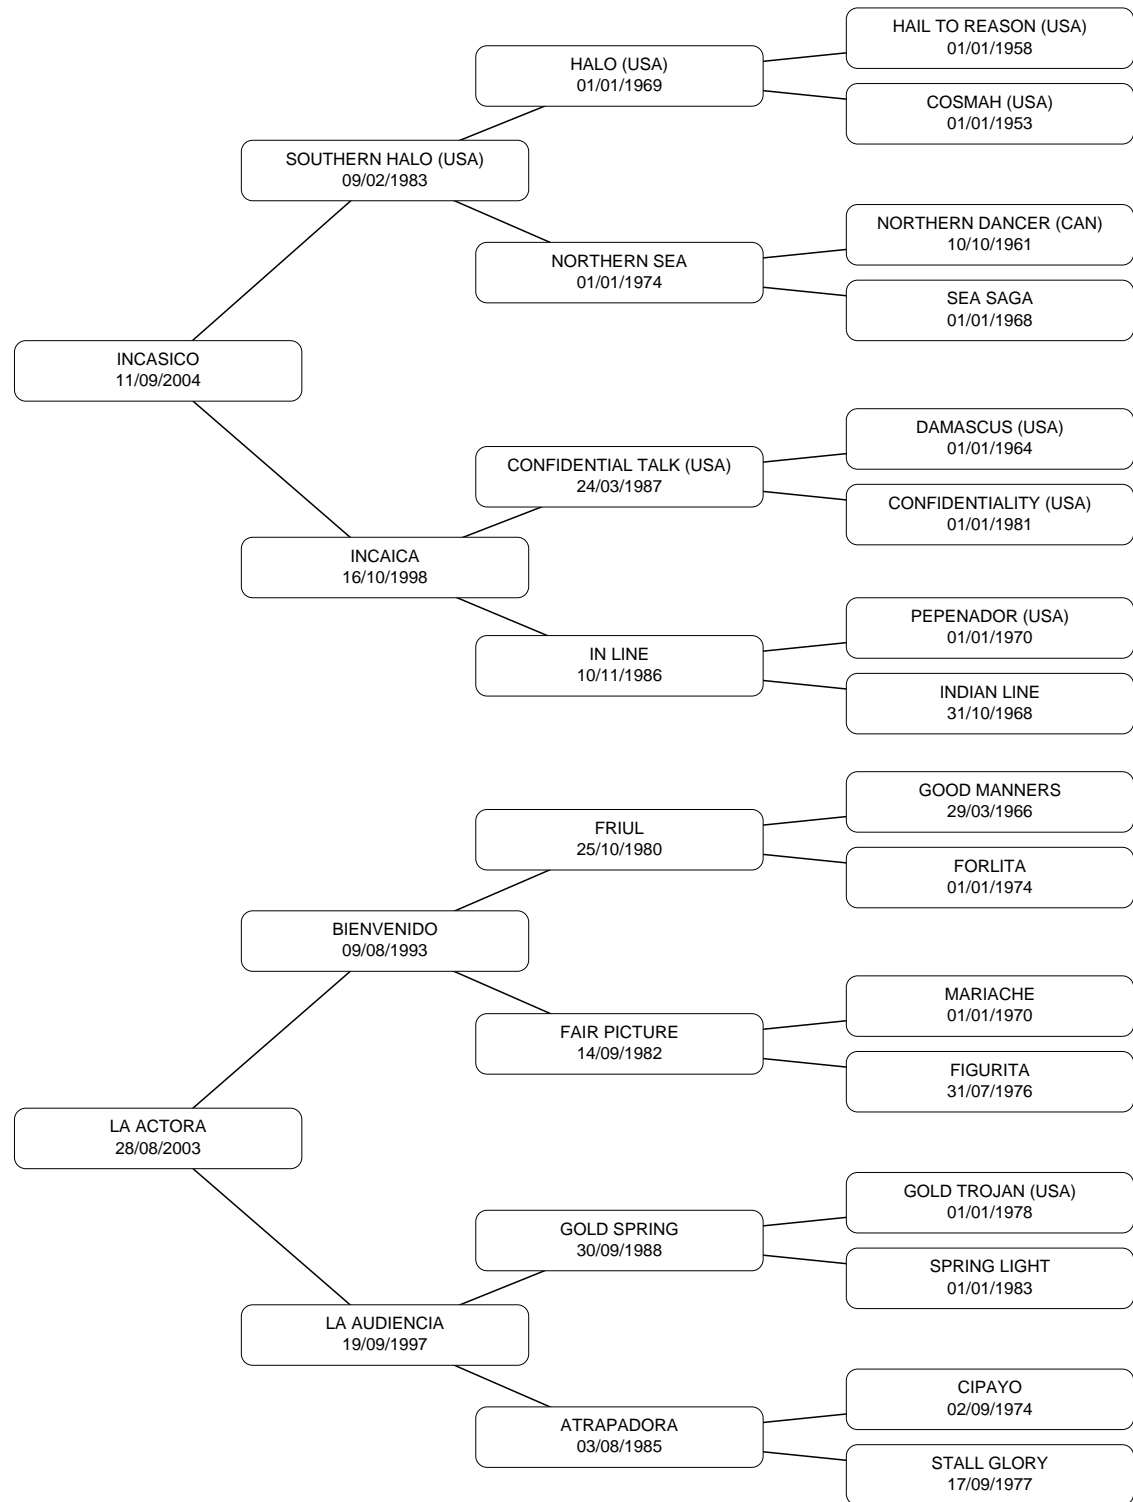 HAIL TO REASON (USA)
01/01/1958
HALO (USA)
01/01/1969
COSMAH (USA)
01/01/1953
SOUTHERN HALO (USA)
09/02/1983
NORTHERN DANCER (CAN)
10/10/1961
NORTHERN SEA
01/01/1974
SEA SAGA
01/01/1968
INCASICO
11/09/2004
DAMASCUS (USA)
01/01/1964
CONFIDENTIAL TALK (USA)
24/03/1987
CONFIDENTIALITY (USA)
01/01/1981
INCAICA
16/10/1998
PEPENADOR (USA)
01/01/1970
IN LINE
10/11/1986
INDIAN LINE
31/10/1968
GOOD MANNERS
29/03/1966
FRIUL
25/10/1980
FORLITA
01/01/1974
BIENVENIDO
09/08/1993
MARIACHE
01/01/1970
FAIR PICTURE
14/09/1982
FIGURITA
31/07/1976
LA ACTORA
28/08/2003
GOLD TROJAN (USA)
01/01/1978
GOLD SPRING
30/09/1988
SPRING LIGHT
01/01/1983
LA AUDIENCIA
19/09/1997
CIPAYO
02/09/1974
ATRAPADORA
03/08/1985
STALL GLORY
17/09/1977